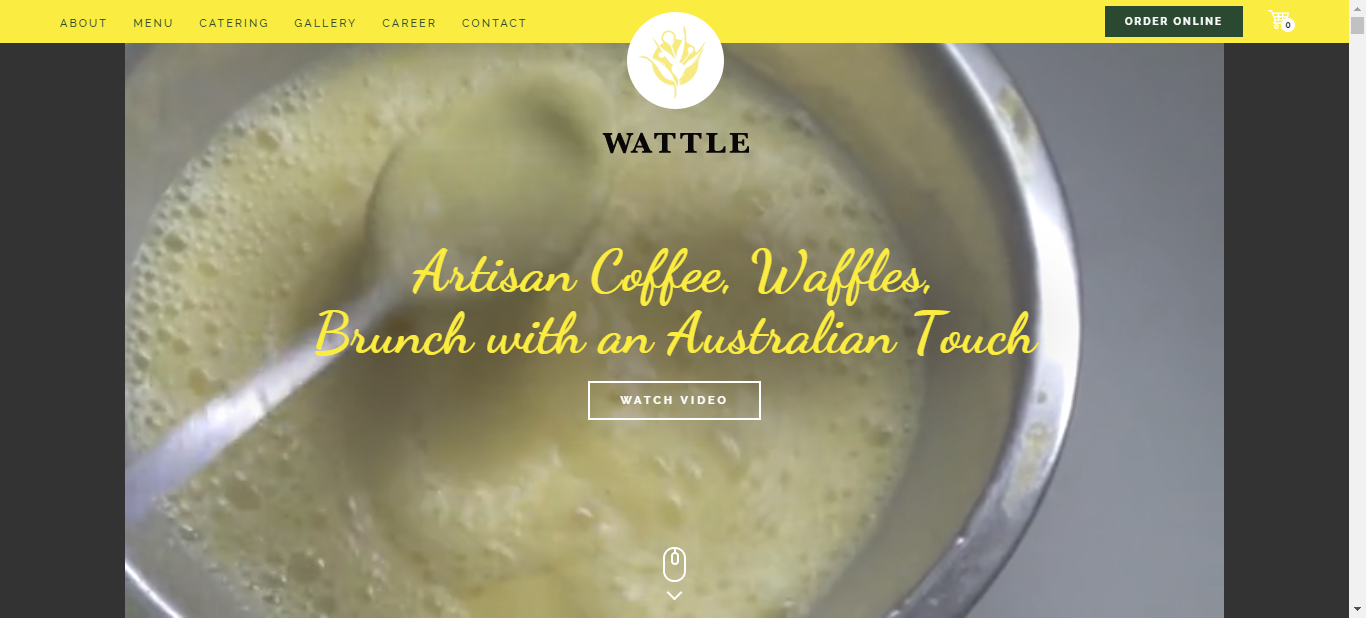 ABOUT MENU CATERING GALLERY CAREER CONTACT ORDER ONLINE 0
WATTLE
Artisan Coffee, Waffles,
Brunch with an Australian Touch
WATCH VIDEO